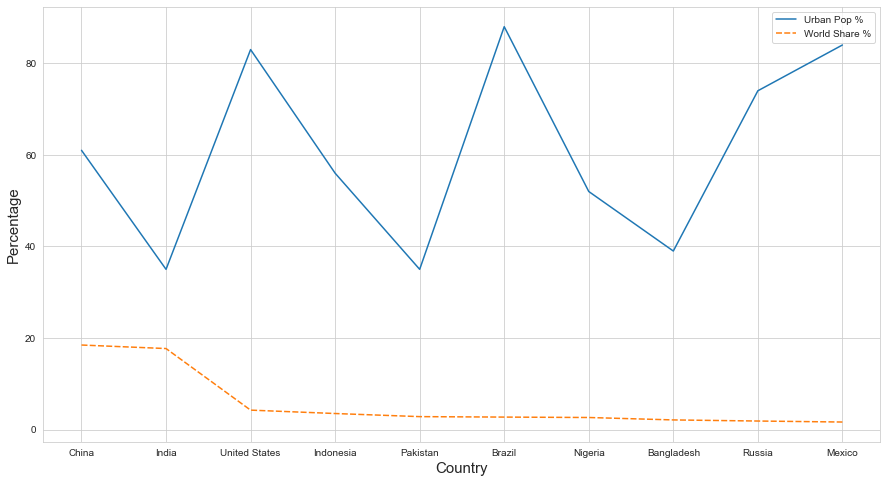 Urban Pop %
World Share %
80
60
40
20
0
Percentage
China India United States Indonesia Pakistan Brazil Nigeria Bangladesh Russia Mexico
Country